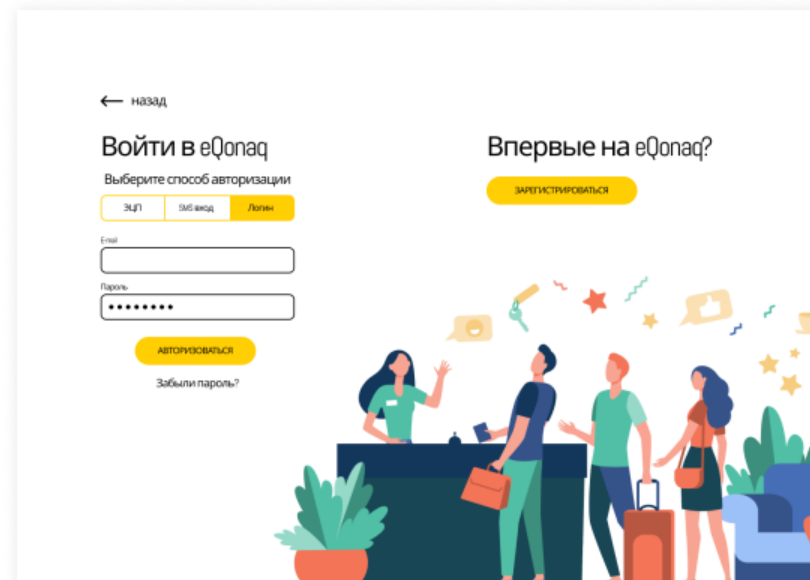 назад
Войти в eQonaq
Выберите способ авторизации
ЭЦП
SMS вход
Логин
E-mail
Пароль
••••••••
АВТОРИЗОВАТЬСЯ
Забыли пароль?
Впервые на eQonaq?
ЗАРЕГИСТРИРОВАТЬСЯ